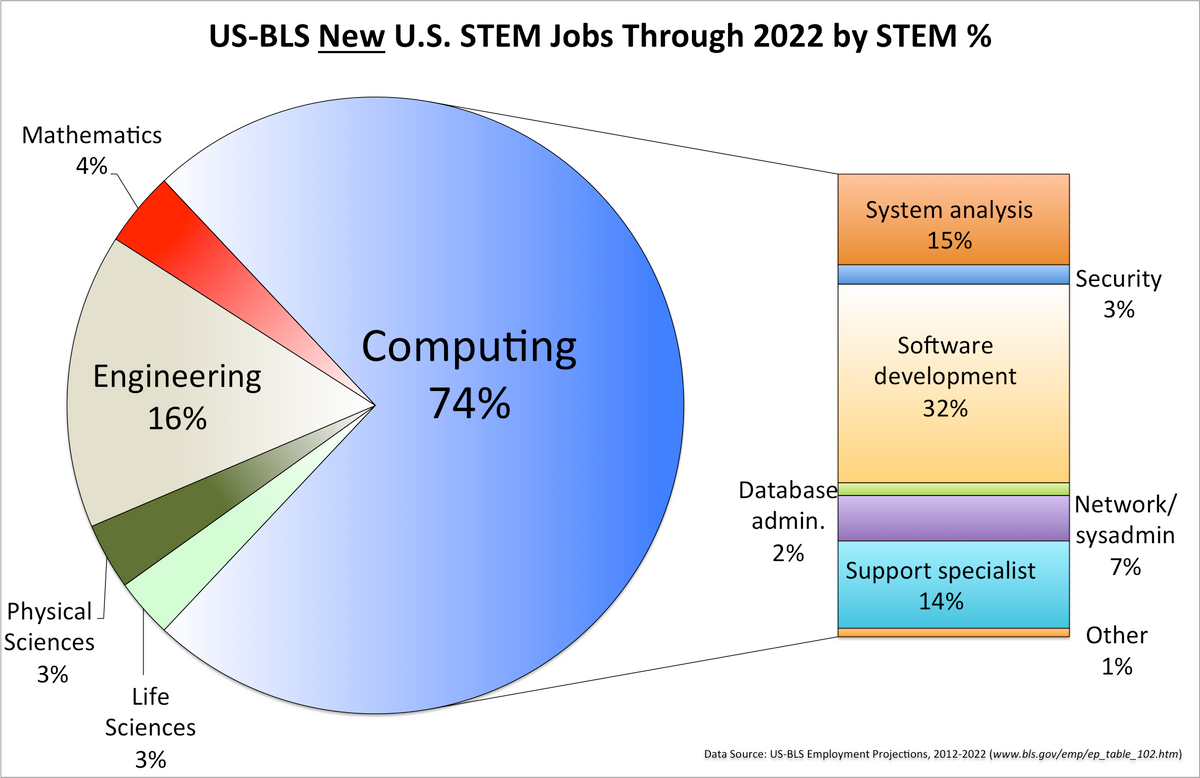 US-BLS New U.S. STEM Jobs Through 2022 by STEM %
Mathematics
4%
Computing
74%
Engineering
16%
Physical
Sciences
3%
Life
Sciences
3%
System analysis
15%
Security
3%
Software
development
32%
Database
admin.
2%
Network/
sysadmin
7%
Support specialist
14%
Other
1%
Data Source: US-BLS Employment Projections, 2012-2022 (www.bls.gov/emp/ep_table_102.htm)